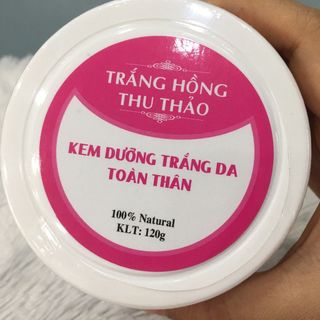 TRẮNG HỒNG
THU THẢO
KEM DƯỠNG TRẮNG DA
TOÀN THÂN
100% Natural
KLT: 120g